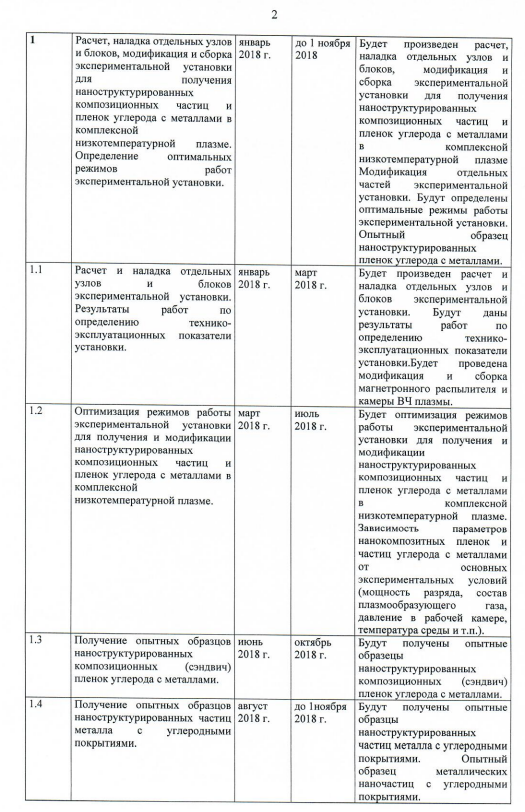 2
1
Расчет, наладка отдельных узлов
и блоков, модификация и сборка
экспериментальной установки
для получения
наноструктурированных
композиционных частиц и
пленок углерода с металлами в
комплексной
низкотемпературной плазме.
Определение оптимальных
режимов работ
экспериментальной установки.
январь
2018 г.
до 1 ноября
2018
Будет произведен расчет,
наладка отдельных узлов и
блоков, модификация и
сборка экспериментальной
установки для получения
наноструктурированных
композиционных частиц и
пленок углерода с металлами
в комплексной
низкотемпературной плазме
Модификация отдельных
частей экспериментальной
установки. Будут определены
оптимальные режимы работы
экспериментальной установки.
Опытный образец
наноструктурированных
пленок углерода с металлами.
1.1
Расчет и наладка отдельных
узлов и блоков
экспериментальной установки.
Результаты работ по
определению технико-
эксплуатационных показатели
установки.
январь
2018 г.
март
2018 г.
Будет произведен расчет и
наладка отдельных узлов и
блоков экспериментальной
установки. Будут даны
результаты работ по
определению технико-
эксплуатационных показатели
установки.Будет проведена
модификация и сборка
магнетронного распылителя и
камеры ВЧ плазмы.
1.2
Оптимизация режимов работы
экспериментальной установки
для получения и модификации
наноструктурированных
композиционных частиц и
пленок углерода с металлами в
комплексной
низкотемпературной плазме.
март
2018 г.
июль
2018 г.
Будет оптимизация режимов
работы экспериментальной
установки для получения и
модификации
наноструктурированных
композиционных частиц и
пленок углерода с металлами
в комплексной
низкотемпературной плазме.
Зависимость параметров
нанокомпозитных пленок и
частиц углерода с металлами
от основных
экспериментальных условий
(мощность разряда, состав
плазмообразующего газа,
давление в рабочей камере,
температура среды и т.п.).
1.3
Получение опытных образцов
наноструктурированных
композиционных (сэндвич)
пленок углерода с металлами.
июнь
2018 г.
октябрь
2018 г.
Будут получены опытные
образецы
наноструктурированных
композиционных (сэндвич)
пленок углерода с металлами.
1.4
Получение опытных образцов
наноструктурированных частиц
металла с углеродными
покрытиями.
август
2018 г.
до 1ноября
2018 г.
Будут получены опытные
образцы
наноструктурированных
частиц металла с углеродными
покрытиями. Опытный
образец металлических
наночастиц с углеродными
покрытиями.